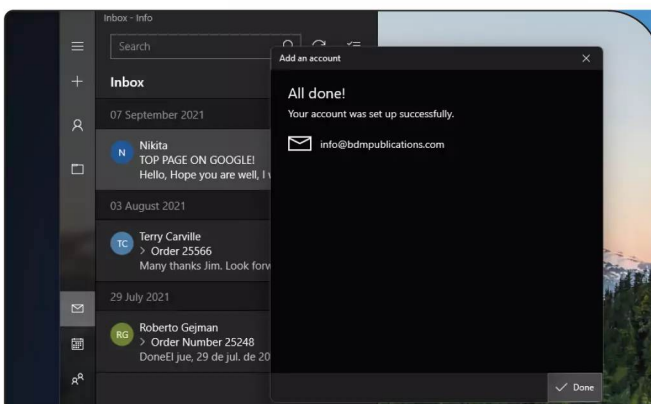 Inbox - Info
Search
Inbox
07 September 2021
N
Nikita
TOP PAGE ON GOOGLE!
Hello, Hope you are well, I
03 August 2021
TC
Terry Carville
> Order 25566
Many thanks Jim. Look
29 July 2021
RG
Roberto Gejman
> Order Number 25248
DoneEl jue, 29 de jul. de 20
Add an account
All done!
Your account was set up successfully.
info@bdmpublications.com
Done